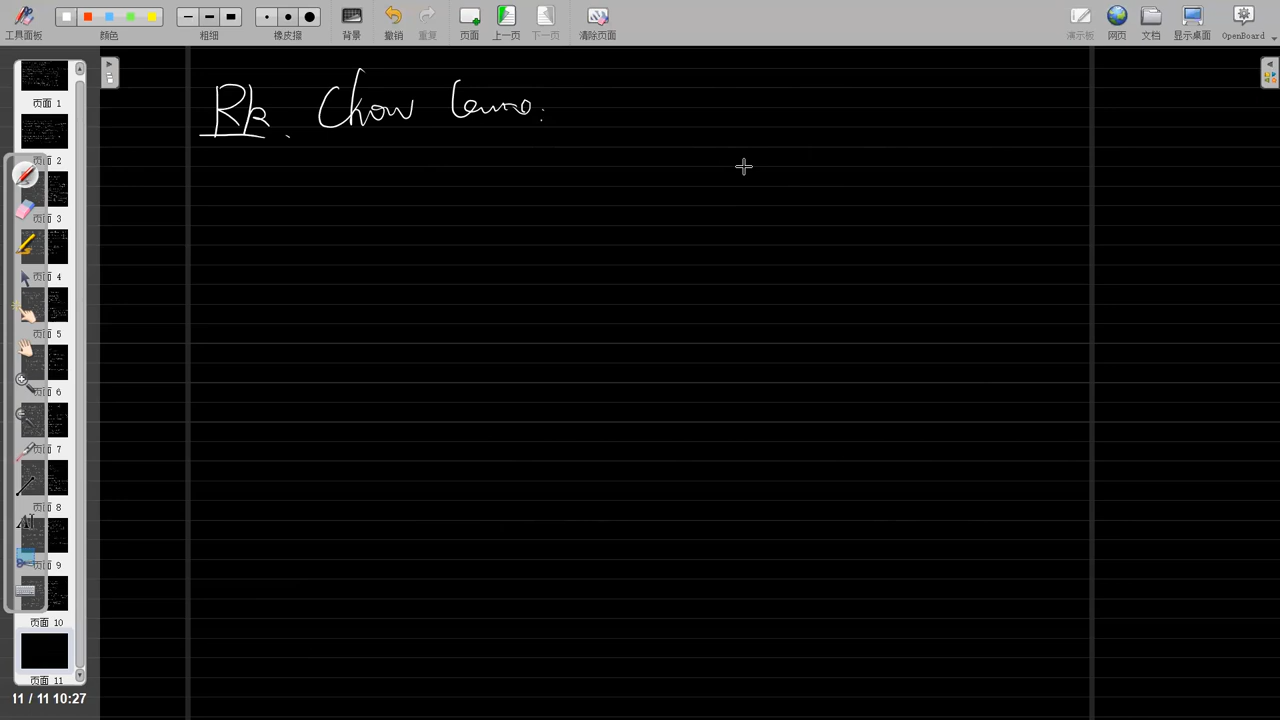 工具面板 颜色 粗细 橡皮擦 背景 撤销 重复 页面 上一页 下一页 清除页面 演示板 网页 文档 显示桌面 OpenBoard
Rk. Chow lemma:
页面 1
页面 2
页面 3
页面 4
页面 5
页面 6
页面 7
页面 8
页面 9
页面 10
页面 11
11 / 11 10:27